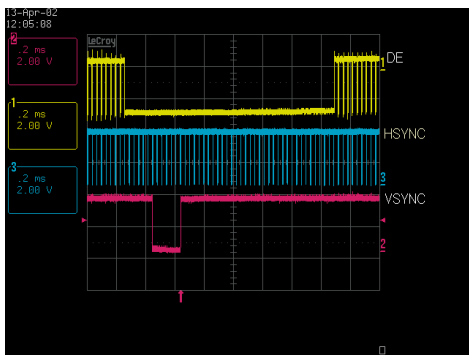 13-Apr-02
12:05:08
LeCroy
2
.2 ms
2.00 V
DE
1
1
.2 ms
2.00 V
HSYNC
3
.2 ms
2.00 V
3
VSYNC
2